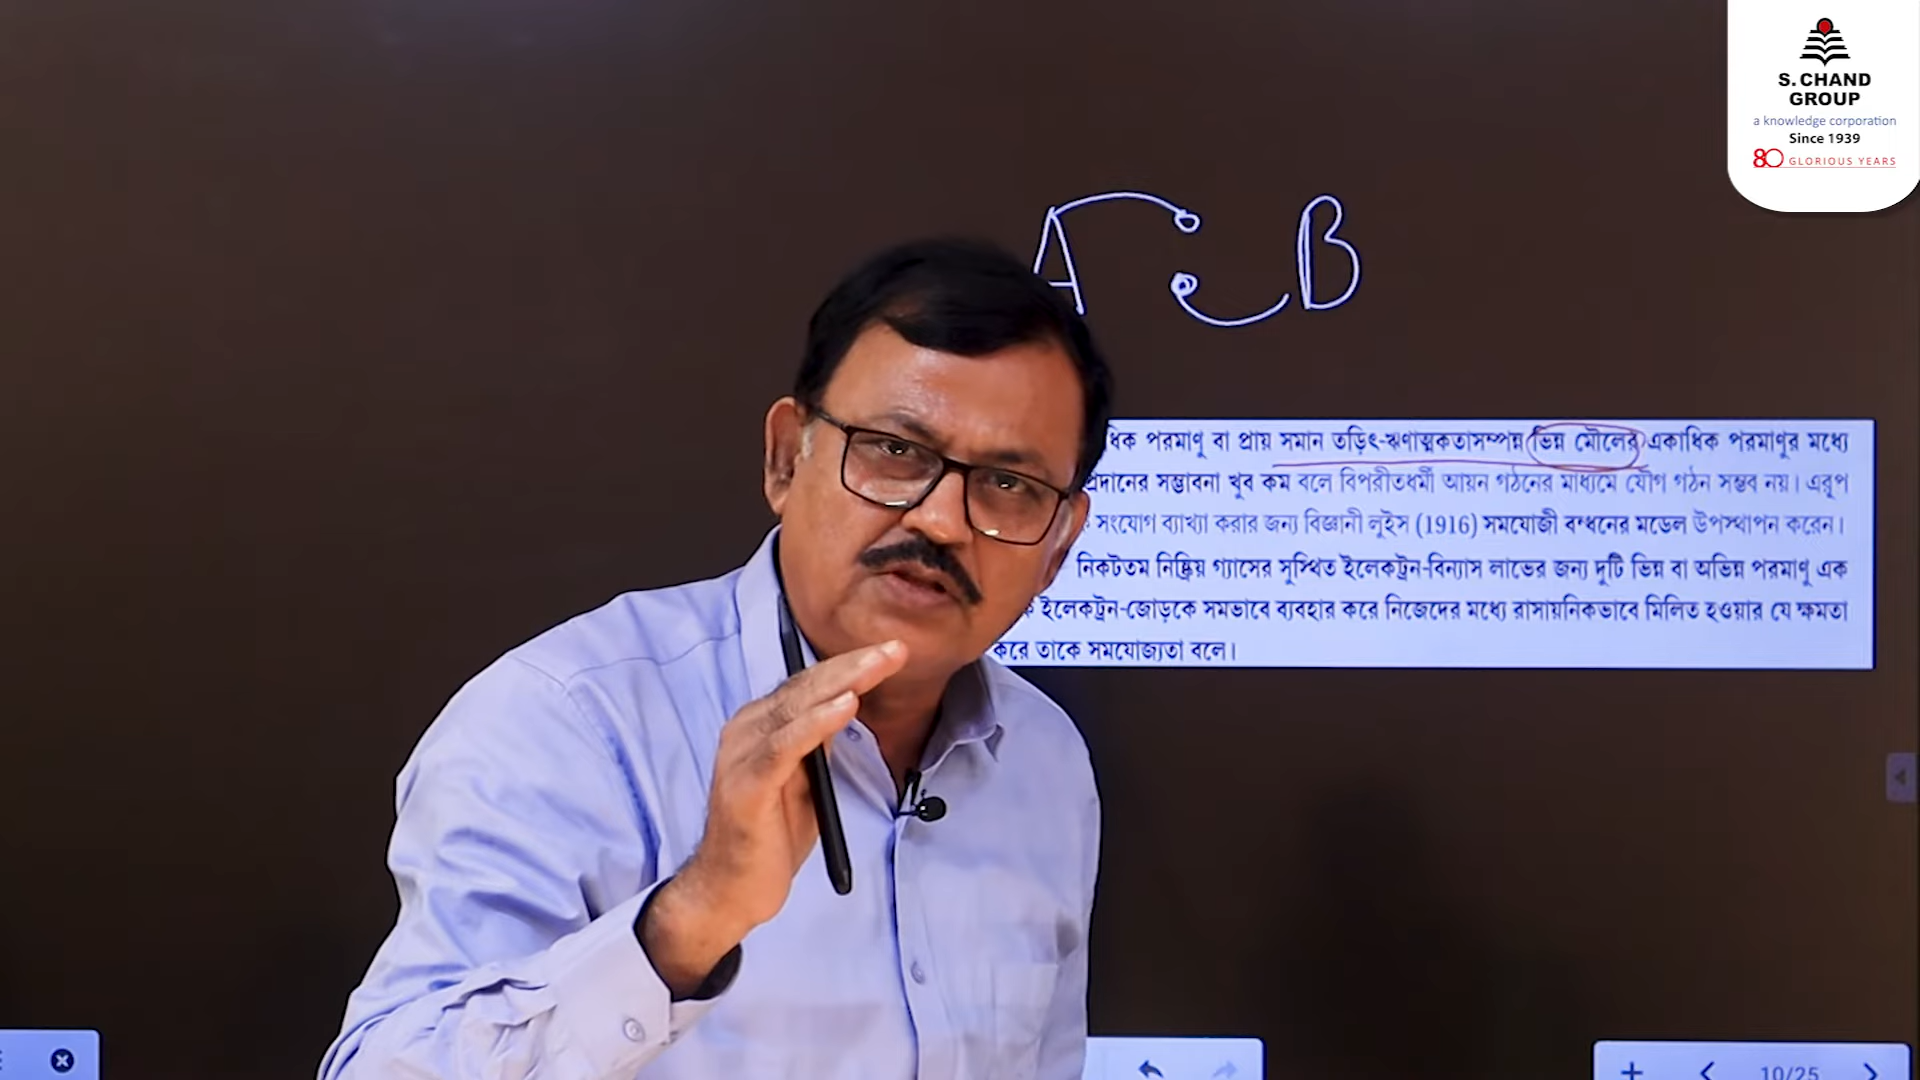 S. CHAND
GROUP
a knowledge corporation
Since 1939
80 GLORIOUS YEARS
A B
ধিক পরমাণু বা প্রায় সমান তড়িৎ-ঋণাত্মকতাসম্পন্ন ভিন্ন মৌলের একাধিক পরমাণুর মধ্যে
প্রদানের সম্ভাবনা খুব কম বলে বিপরীতধর্মী আয়ন গঠনের মাধ্যমে যৌগ গঠন সম্ভব নয়। এরূপ
সংযোগ ব্যাখ্যা করার জন্য বিজ্ঞানী লুইস (1916) সমযোজী বন্ধনের মডেল উপস্থাপন করেন।
নিকটতম নিষ্ক্রিয় গ্যাসের সুস্থিত ইলেকট্রন-বিন্যাস লাভের জন্য দুটি ভিন্ন বা অভিন্ন পরমাণু এক
ক ইলেকট্রন-জোড়কে সমভাবে ব্যবহার করে নিজেদের মধ্যে রাসায়নিকভাবে মিলিত হওয়ার যে ক্ষমতা
করে তাকে সমযোজ্যতা বলে।
10/25